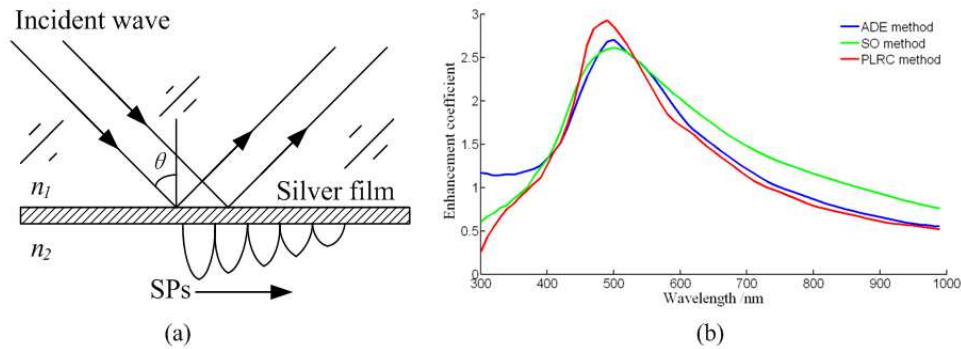 Incident wave
θ
n1
Silver film
n2
SPs
(a)
3
2.5
2
1.5
1
0.5
0
300 400 500 600 700 800 900 1000
Enhancement coefficient
Wavelength /nm
ADE method
SO method
PLRC method
(b)